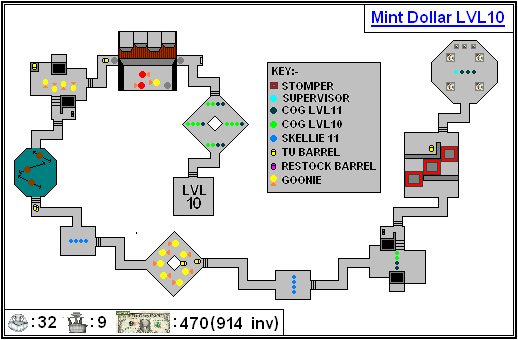 Mint Dollar LVL10
KEY:-
STOMPER
SUPERVISOR
COG LVL11
COG LVL10
SKELLIE 11
TU BARREL
RESTOCK BARREL
GOONIE
LVL
10
:32 :9 :470(914 inv)